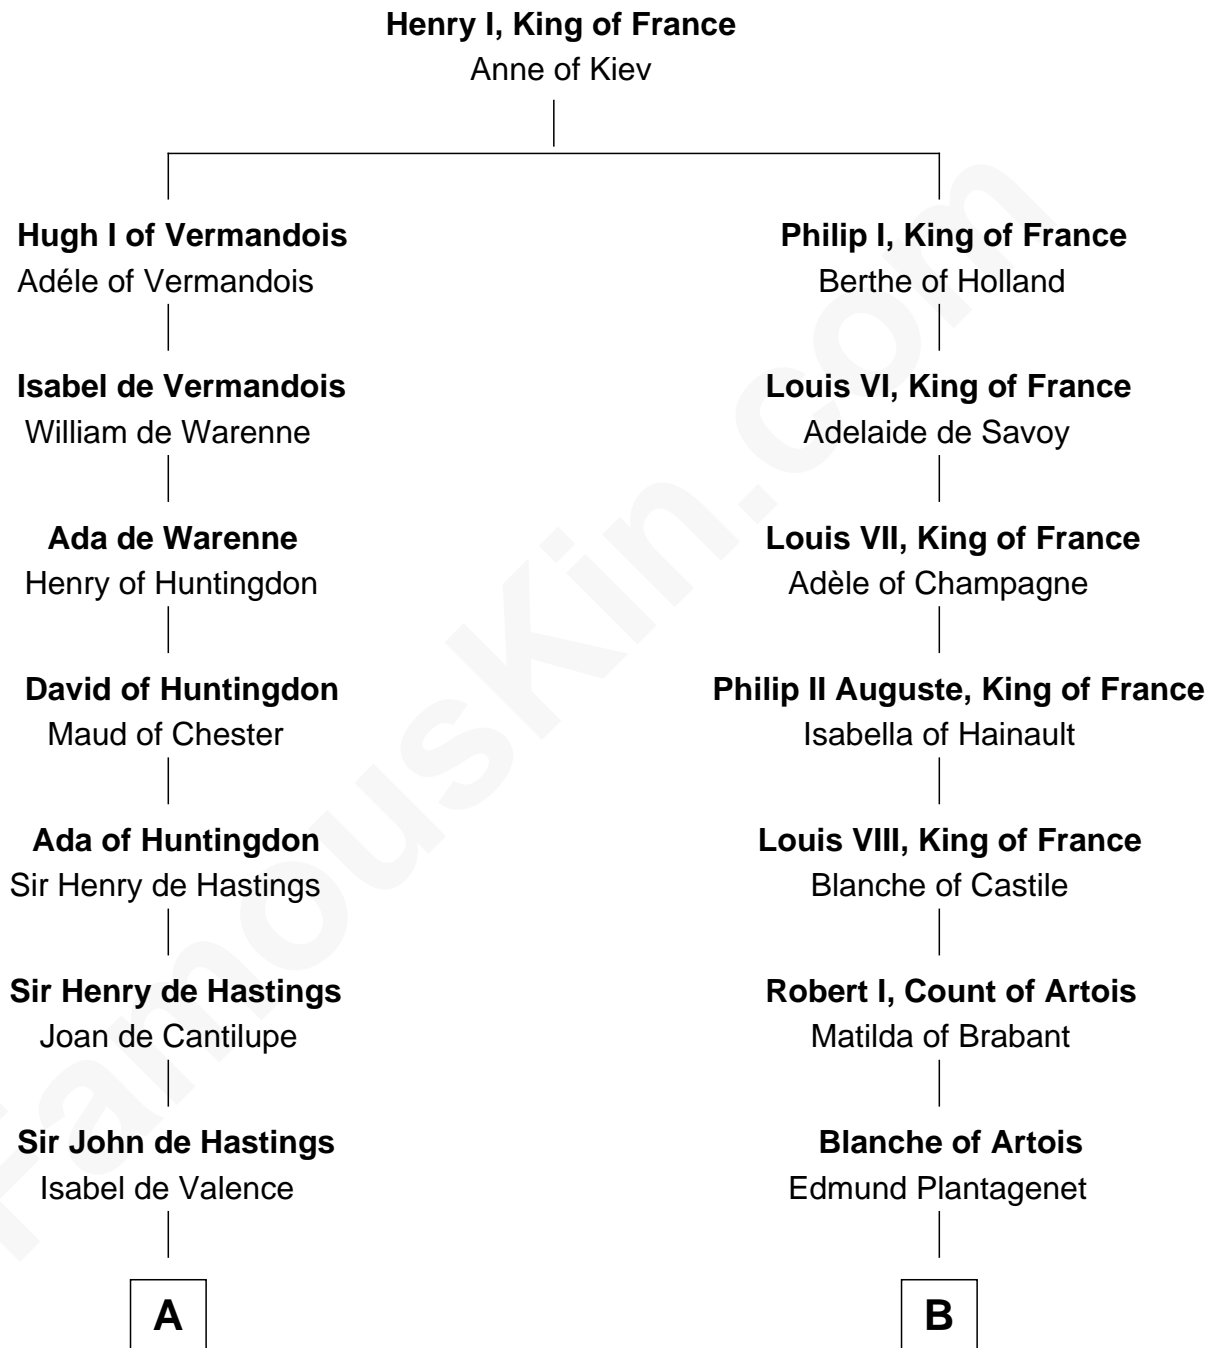 Henry I, King of France
Anne of Kiev
Hugh I of Vermandois
Adéle of Vermandois
Philip I, King of France
Berthe of Holland
Isabel de Vermandois
William de Warenne
Louis VI, King of France
Adelaide de Savoy
Ada de Warenne
Henry of Huntingdon
Louis VII, King of France
Adèle of Champagne
David of Huntingdon
Maud of Chester
Philip II Auguste, King of France
Isabella of Hainault
Ada of Huntingdon
Sir Henry de Hastings
Louis VIII, King of France
Blanche of Castile
Sir Henry de Hastings
Joan de Cantilupe
Robert I, Count of Artois
Matilda of Brabant
Sir John de Hastings
Isabel de Valence
Blanche of Artois
Edmund Plantagenet
A
B
FamousKin.com